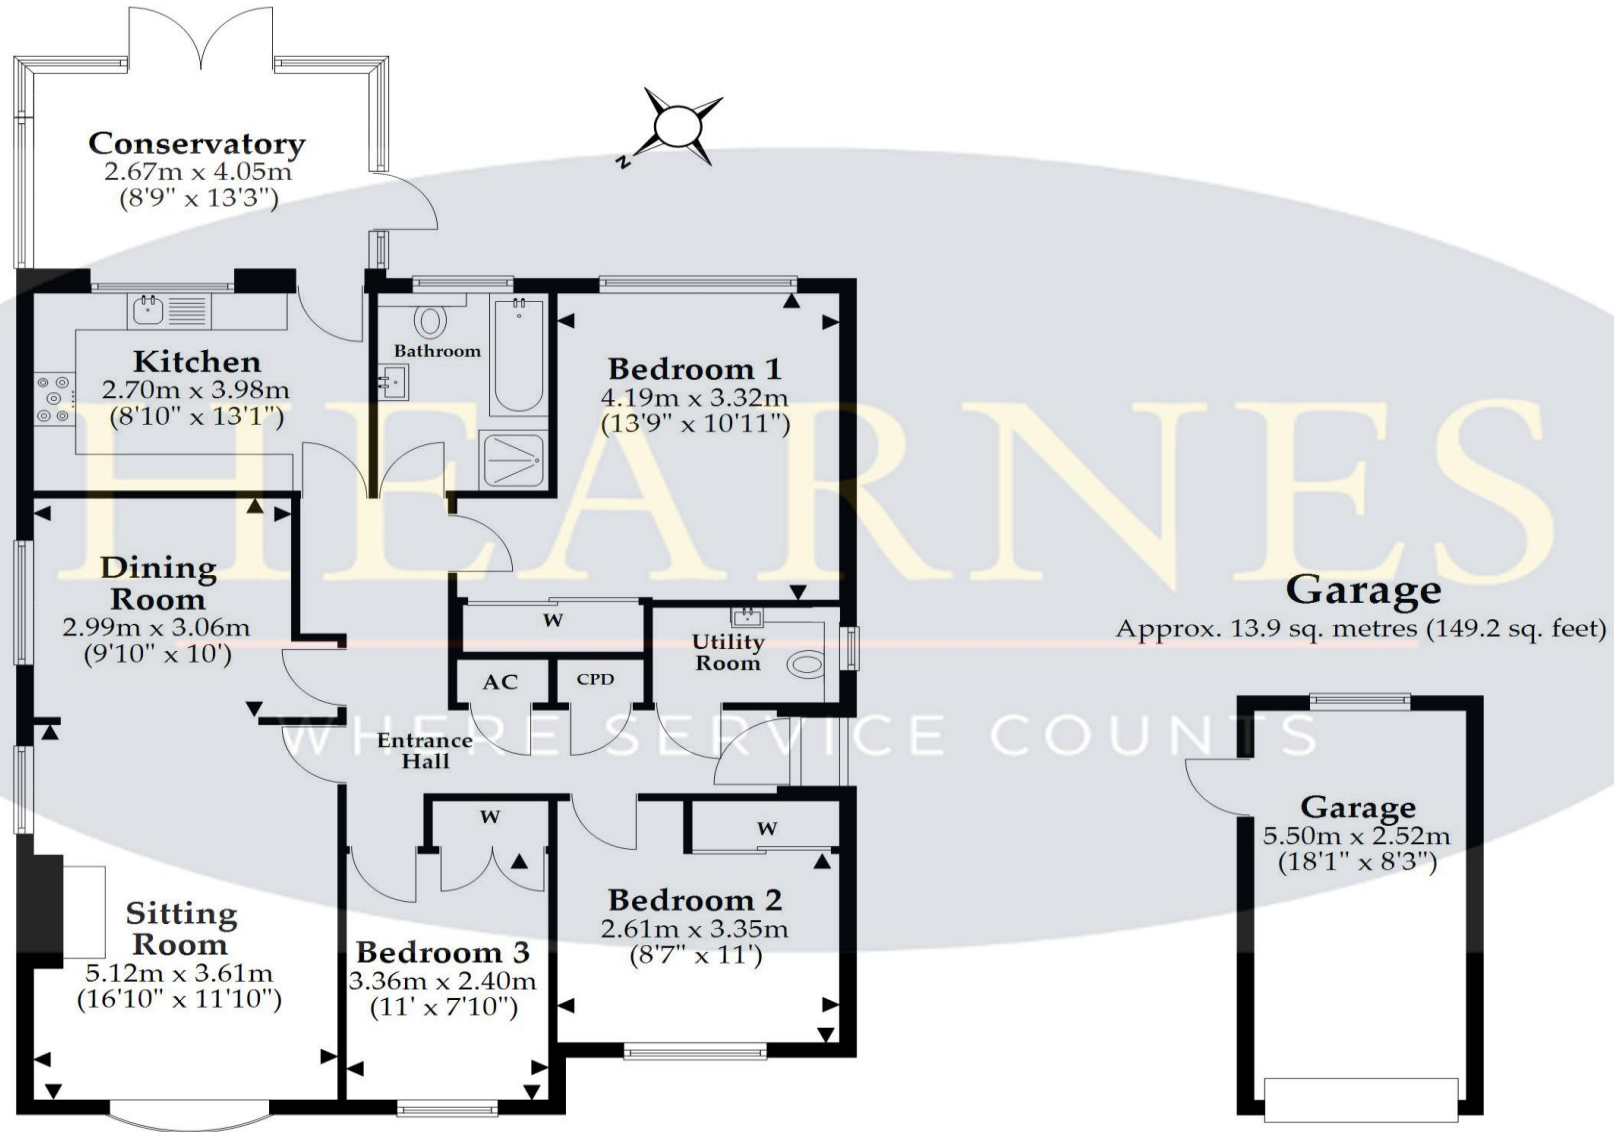 Conservatory
2.67m x 4.05m
(8'9" x 13'3")
N
Kitchen
2.70m x 3.98m
(8'10" x 13'1")
Bathroom
Bedroom 1
4.19m x 3.32m
(13'9" x 10'11")
HEARNES
Dining
Room
2.99m x 3.06m
(9'10" x 10')
W
Utility
Room
AC
CPD
Garage
Approx. 13.9 sq. metres (149.2 sq. feet)
WHERE SERVICE COUNTS
Entrance
Hall
W
W
Garage
5.50m x 2.52m
(18'1" x 8'3")
Sitting
Room
5.12m x 3.61m
(16'10" x 11'10")
Bedroom 3
3.36m x 2.40m
(11' x 7'10")
Bedroom 2
2.61m x 3.35m
(8'7" x 11')